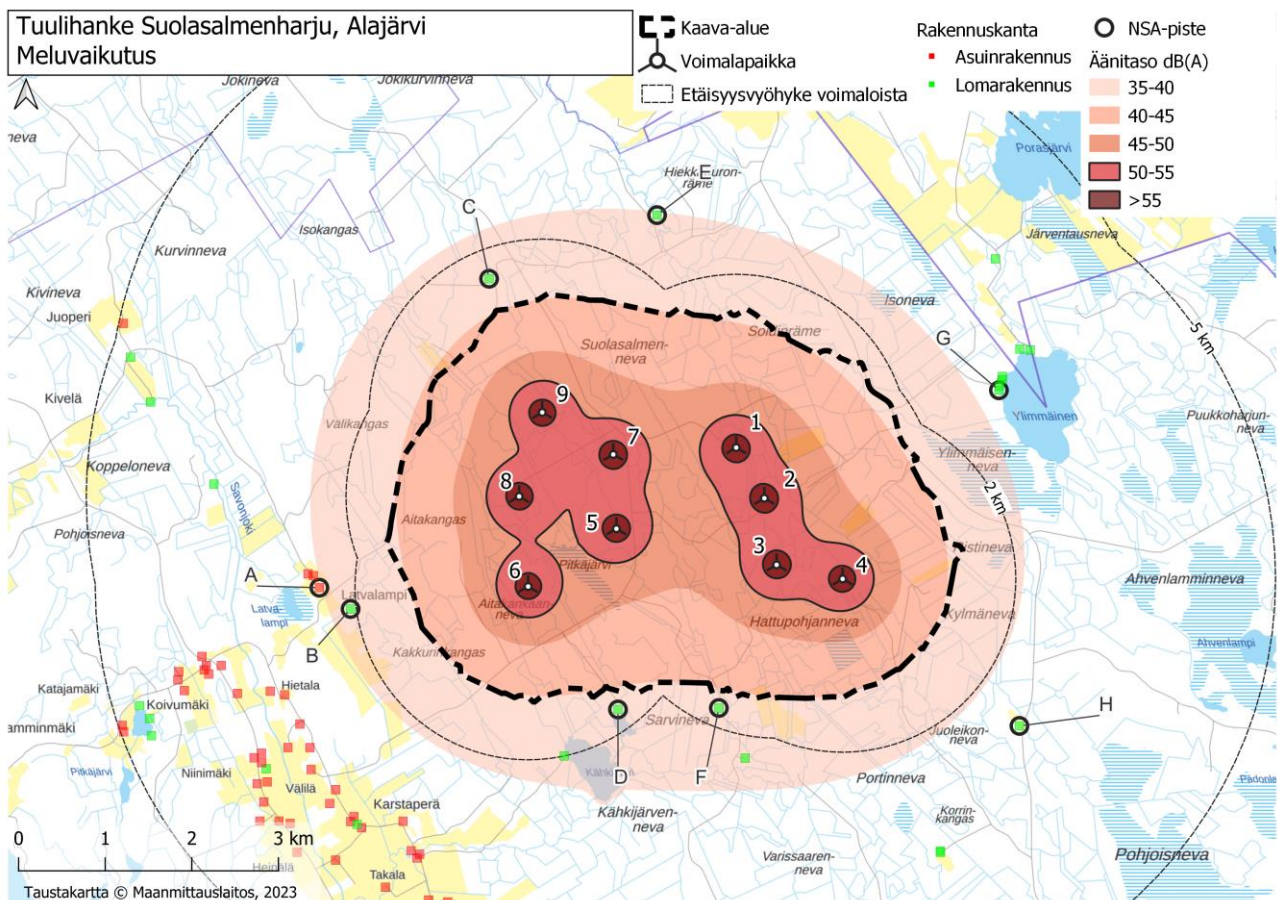 Tuulihanke Suolasalmenharju, Alajärvi
Meluvaikutus
Kaava-alue
Voimalapaikka
Etäisyysvyöhyke voimaloista
Rakennuskanta
Asuinrakennus
Lomarakennus
NSA-piste
Äänitaso dB(A)
35-40
40-45
45-50
50-55
>55
Jokineva
Jokikurvinneva
neva
Isokangas
Kurvinneva
Kivineva
Juoperi
Kivelä
Koppeloneva
Pohjoisneva
Savonjoki
Välikangas
Aitakangas
C
E
räme
Porasjärvi
Järventausneva
Isoneva
5 km
G
Ylimmäinen
Puukkoharjun-
neva
Ylimmäisen-
neva
2 km
Suolasalmen-
neva
9
7
8
5
6
1
2
3
4
Pitkäjärvi
Hattupohjanneva
Kylmäneva
Ahvenlamminneva
Ahvenlampi
A
Latvalampi
Latva
lampi
B
Kakkurinkangas
Katajamäki
Koivumäki
Hietala
amminmäki
Pitkäjärvi
Niinimäki
Välilä
Karstaperä
Heinälä
Takala
Sarvineva
D
F
Kähkijärven-
neva
H
Juoleikon-
neva
Portinneva
Korrin-
kangas
Varissaaren-
neva
Pohjoisneva
0 1 2 3 km
Taustakartta © Maanmittauslaitos, 2023